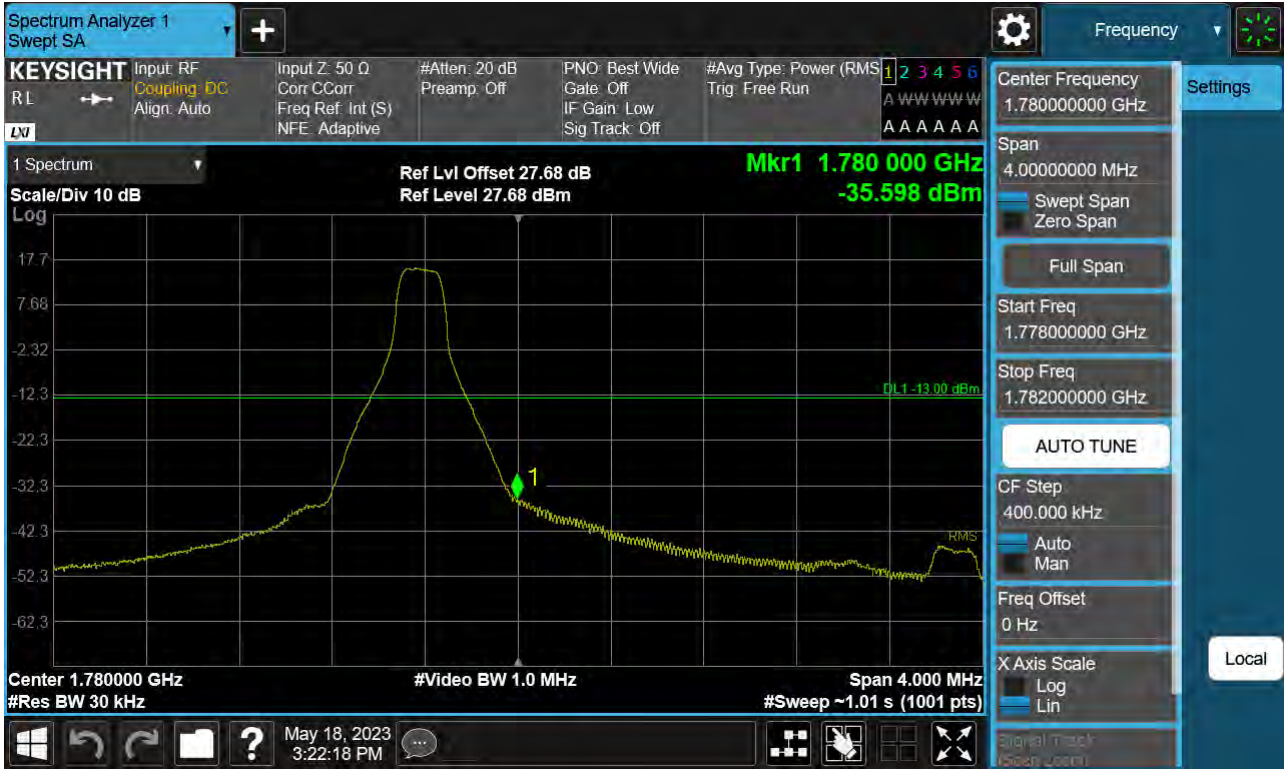 Spectrum Analyzer 1
Swept SA
Frequency
KEYSIGHT
R L
LXI
Input: RF
Coupling: DC
Align: Auto
Input Z: 50 Ω
Corr CCorr
Freq Ref: Int (S)
NFE: Adaptive
#Atten: 20 dB
Preamp: Off
PNO: Best Wide
Gate: Off
IF Gain: Low
Sig Track: Off
#Avg Type: Power (RMS
Trig: Free Run
1 2 3 4 5 6
A W W W W W
A A A A A A
1 Spectrum
Scale/Div 10 dB
Log
Ref Lvl Offset 27.68 dB
Ref Level 27.68 dBm
Mkr1 1.780 000 GHz
-35.598 dBm
17.7
7.68
-2.32
-12.3
-22.3
-32.3
-42.3
-52.3
-62.3
DL1 -13.00 dBm
1
RMS
Center 1.780000 GHz
#Res BW 30 kHz
#Video BW 1.0 MHz
Span 4.000 MHz
#Sweep ~1.01 s (1001 pts)
Center Frequency
1.780000000 GHz
Settings
Span
4.00000000 MHz
Swept Span
Zero Span
Full Span
Start Freq
1.778000000 GHz
Stop Freq
1.782000000 GHz
AUTO TUNE
CF Step
400.000 kHz
Auto
Man
Freq Offset
0 Hz
X Axis Scale
Log
Lin
Signal Track
(Span Zoom)
Local
?
May 18, 2023
3:22:18 PM